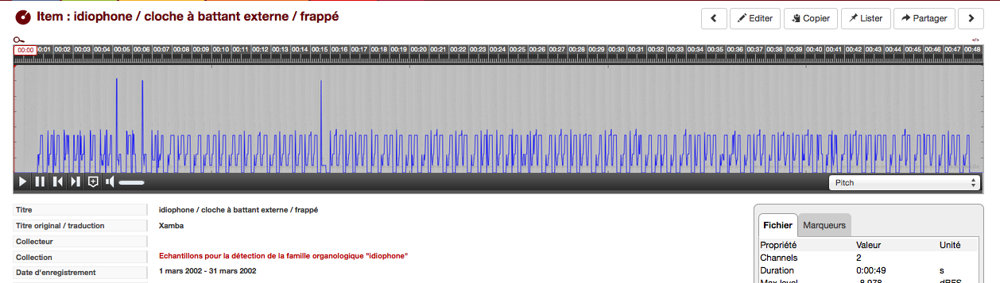 Item : idiophone / cloche à battant externe / frappé
Editer Copier Lister Partager
</>
00:00 0:01 00:02 00:03 00:04 00:05 00:06 00:07 00:08 00:09 00:10 00:11 00:12 00:13 00:14 00:15 00:16 00:17 00:18 00:19 00:20 00:21 00:22 00:23 00:24 00:25 00:26 00:27 00:28 00:29 00:30 00:31 00:32 00:33 00:34 00:35 00:36 00:37 00:38 00:39 00:40 00:41 00:42 00:43 00:44 00:45 00:46 00:47 00:48
Pitch
Titre idiophone / cloche à battant externe / frappé
Titre original / traduction Xamba
Collecteur
Collection Echantillons pour la détection de la famille organologique "idiophone"
Date d'enregistrement 1 mars 2002 - 31 mars 2002
Fichier Marqueurs
Propriété Valeur Unité
Channels 2
Duration 0:00:49 s
Max level -8.978 dBFS